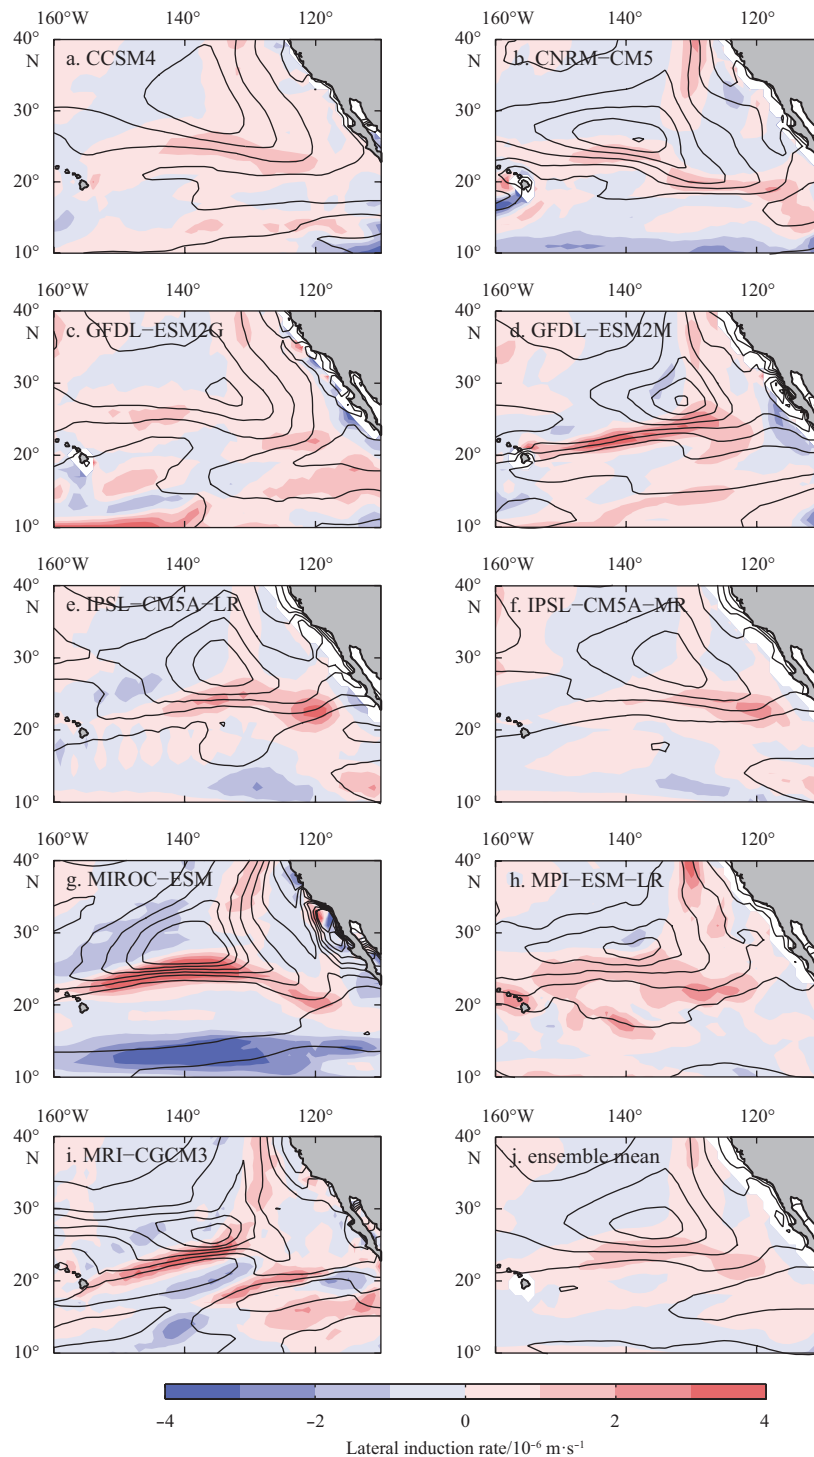 160°W 140° 120° 160°W 140° 120°
40° 40°
N a. CCSM4 N b. CNRM−CM5
30° 30°
20° 20°
10° 10°
160°W 140° 120° 160°W 140° 120°
40° 40°
N c. GFDL−ESM2G N d. GFDL−ESM2M
30° 30°
20° 20°
10° 10°
160°W 140° 120° 160°W 140° 120°
40° 40°
N e. IPSL−CM5A−LR N f. IPSL−CM5A−MR
30° 30°
20° 20°
10° 10°
160°W 140° 120° 160°W 140° 120°
40° 40°
N g. MIROC−ESM N h. MPI−ESM−LR
30° 30°
20° 20°
10° 10°
160°W 140° 120° 160°W 140° 120°
40° 40°
N i. MRI−CGCM3 N j. ensemble mean
30° 30°
20° 20°
10° 10°
−4 −2 0 2 4
Lateral induction rate/10⁻⁶ m·s⁻¹